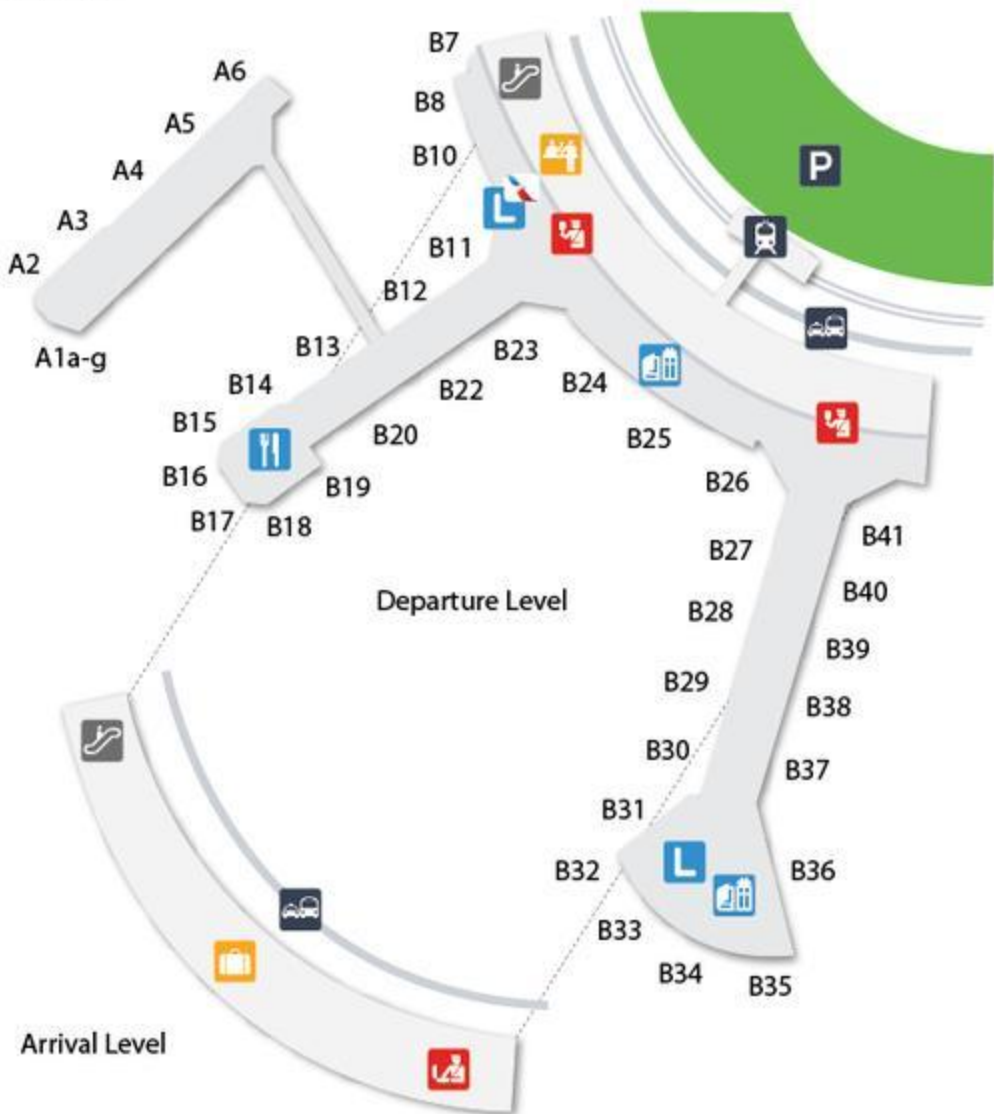 B7
A6
B8
A5
B10
A4
P
A3
L
B11
A2
B12
B13
A1a-g
B23
B14
B24
B22
B15
B20
B25
B16
B19
B26
B17
B18
B41
B27
Departure Level
B40
B28
B39
B29
B38
B30
B37
B31
L
B32
B36
B33
B34
B35
Arrival Level